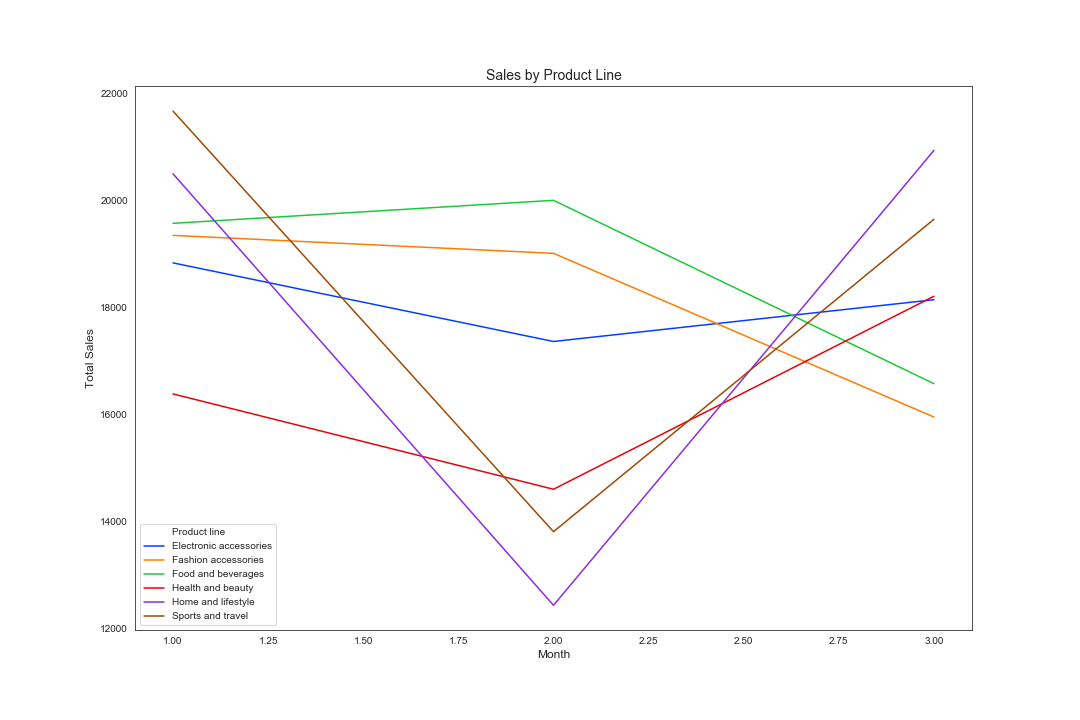 Sales by Product Line
22000
20000
18000
16000
14000
12000
Total Sales
Product line
Electronic accessories
Fashion accessories
Food and beverages
Health and beauty
Home and lifestyle
Sports and travel
1.00 1.25 1.50 1.75 2.00 2.25 2.50 2.75 3.00
Month